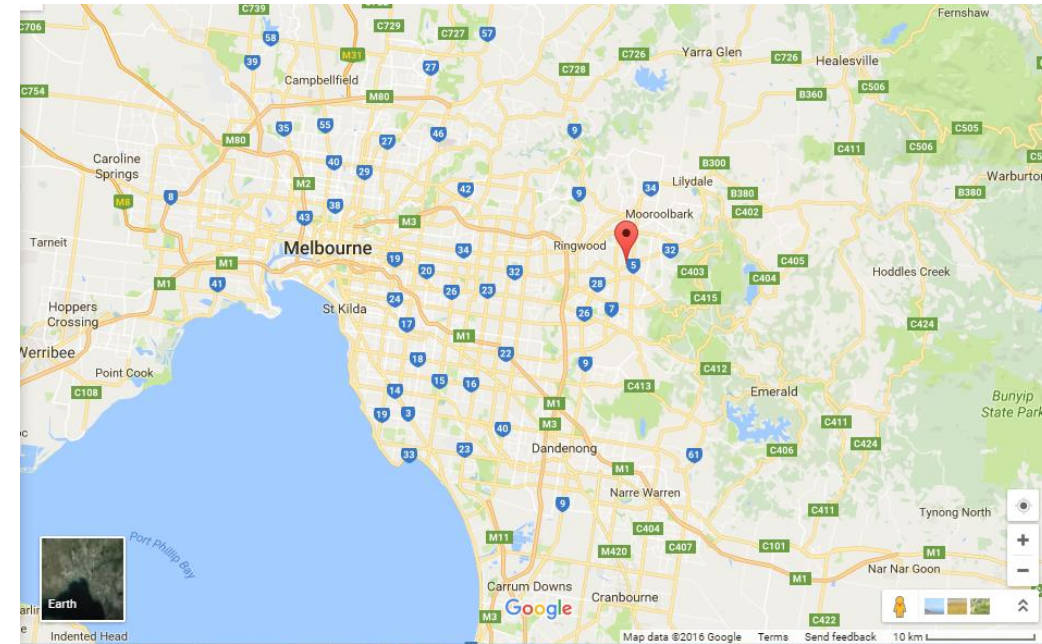 C739
Fernshaw
C706
C729
C727
57
58
M31
C726
Yarra Glen
C726
Healesville
39
27
C728
Campbellfield
C754
M80
B360
C506
35
55
M80
27
46
9
C505
C506
C411
Caroline
Springs
40
29
B300
Warburton
M8
8
M2
42
9
34
Lilydale
B380
B380
38
43
M3
Mooroolbark
C402
Tarneit
Melbourne
34
Ringwood
32
19
5
C405
M1
20
32
C403
C404
Hoddles Creek
M1
41
26
23
28
24
C415
Hoppers
Crossing
St Kilda
26
7
17
C424
M1
Werribee
18
22
9
Point Cook
C412
C108
14
15
16
C413
Emerald
Bunyip
State Park
M1
19
3
M3
C411
40
Dandenong
C424
33
23
61
C406
M1
Narre Warren
9
C411
Tynong North
C404
Port Phillip Bay
M11
M420
C407
C101
M1
Nar Nar Goon
M1
Carrum Downs
Cranbourne
Earth
Google
M3
C422
Indented Head
Map data ©2016 Google
Terms
Send feedback
10 km